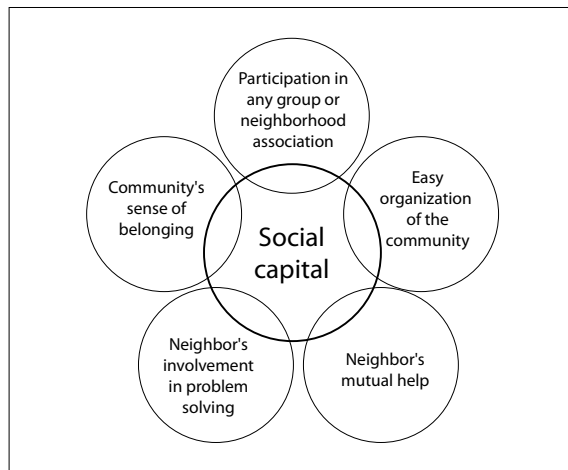 Participation in
any group or
neighborhood
association
Community's
sense of
belonging
Easy
organization
of the
community
Social
capital
Neighbor's
involvement
in problem
solving
Neighbor's
mutual help